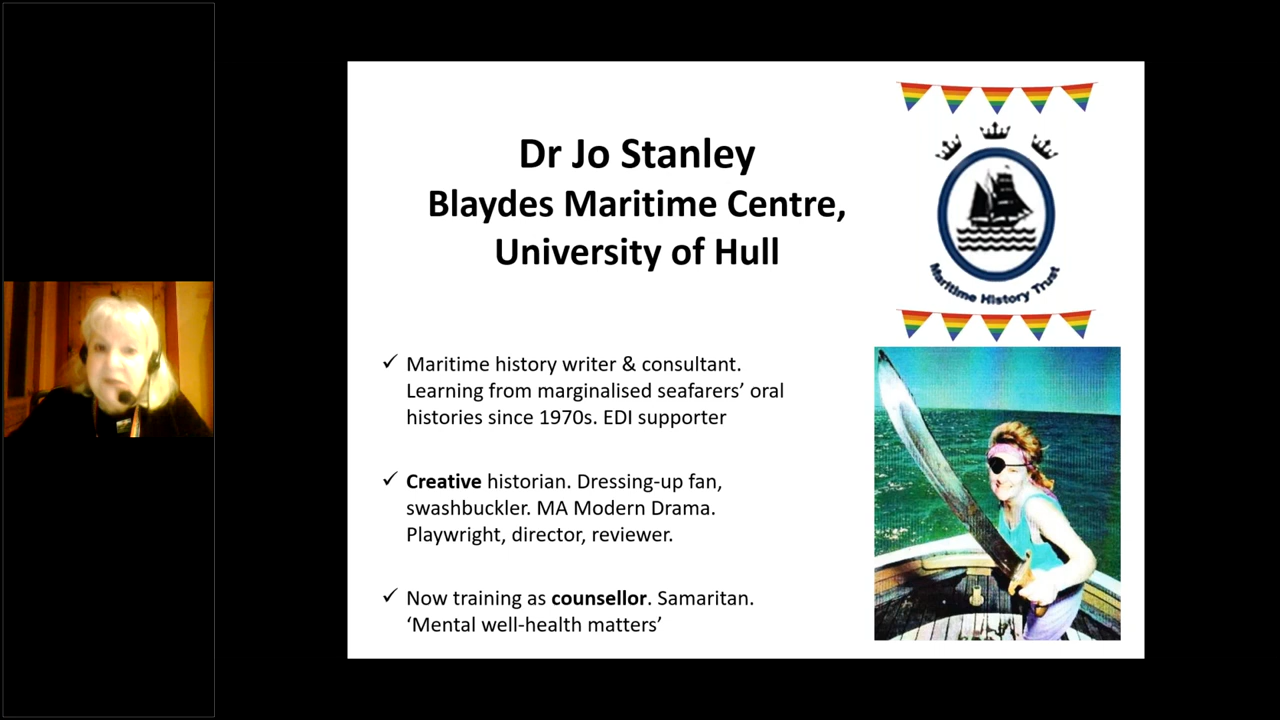 Dr Jo Stanley
Blaydes Maritime Centre,
University of Hull
Maritime History Trust
✓ Maritime history writer & consultant.
Learning from marginalised seafarers’ oral
histories since 1970s. EDI supporter
✓ Creative historian. Dressing-up fan,
swashbuckler. MA Modern Drama.
Playwright, director, reviewer.
✓ Now training as counsellor. Samaritan.
‘Mental well-health matters’